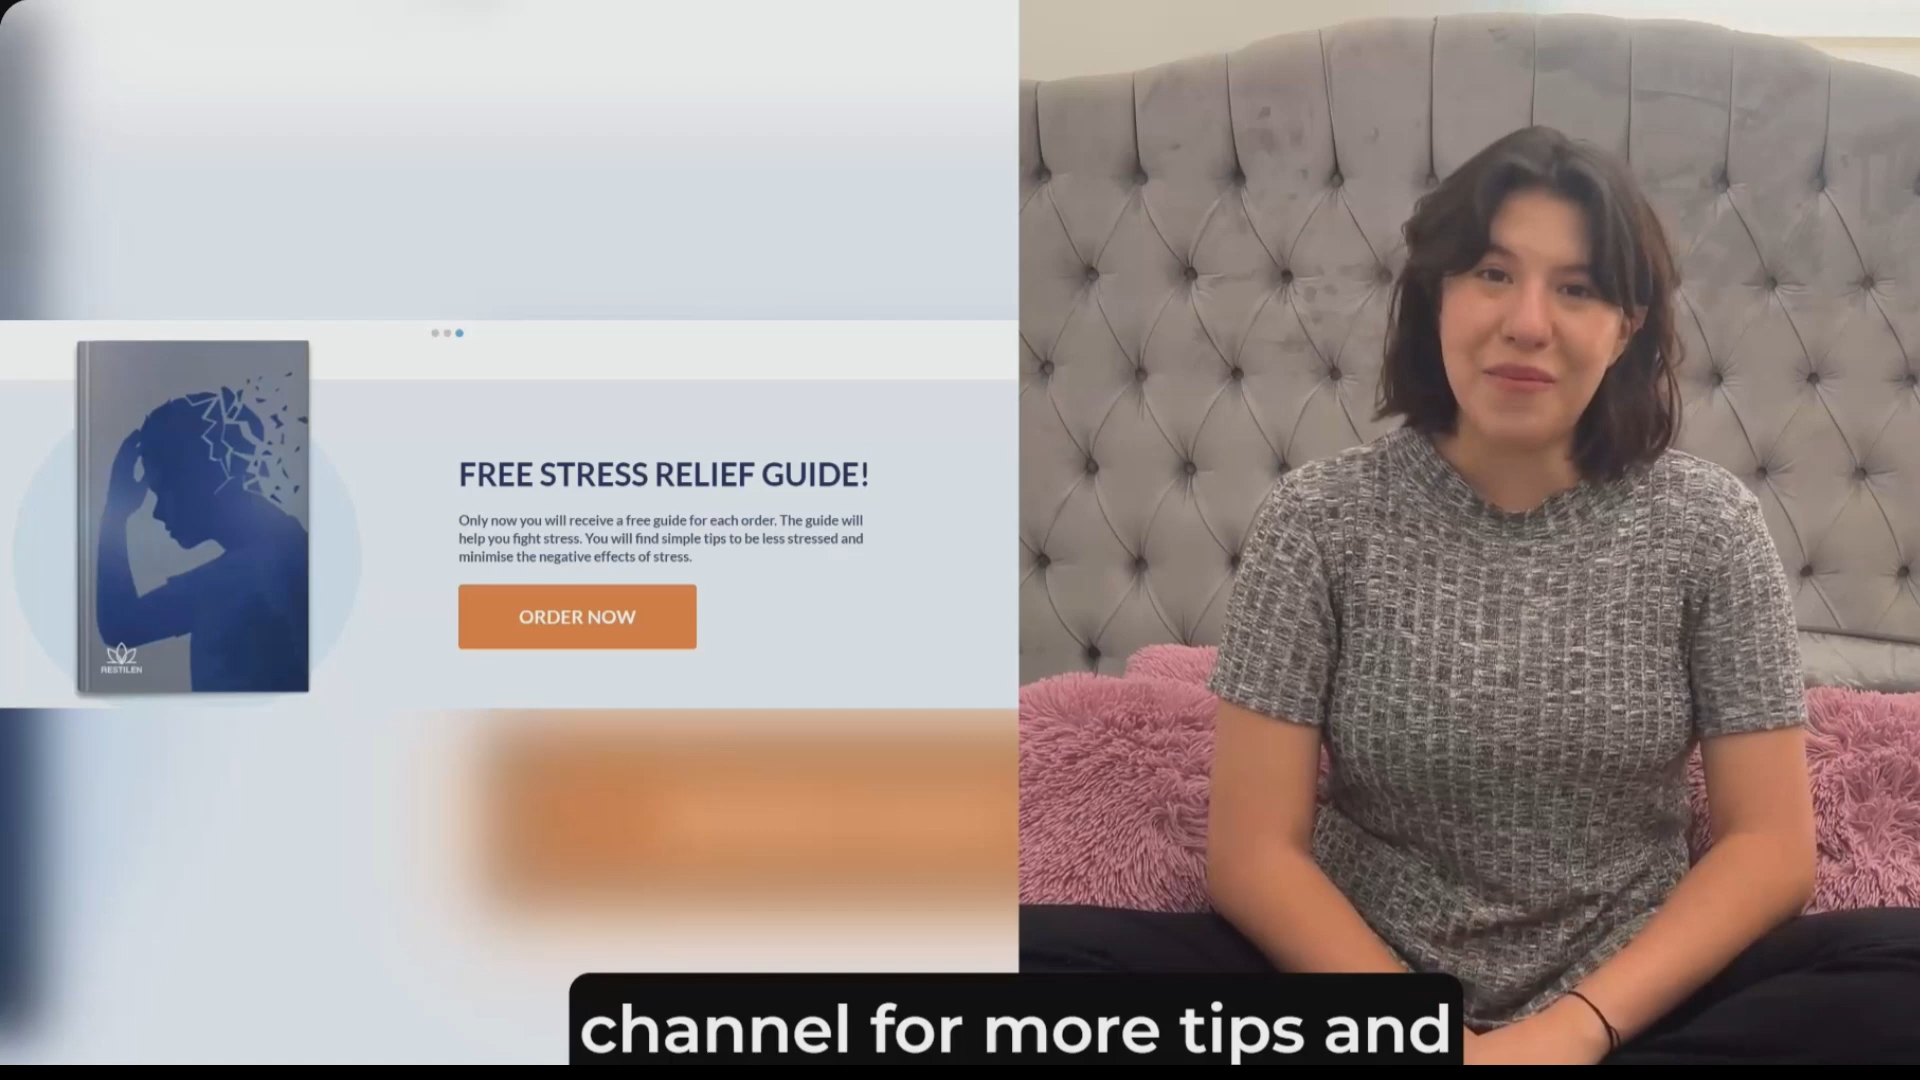 RESTILEN
FREE STRESS RELIEF GUIDE!
Only now you will receive a free guide for each order. The guide will
help you fight stress. You will find simple tips to be less stressed and
minimise the negative effects of stress.
ORDER NOW
channel for more tips and